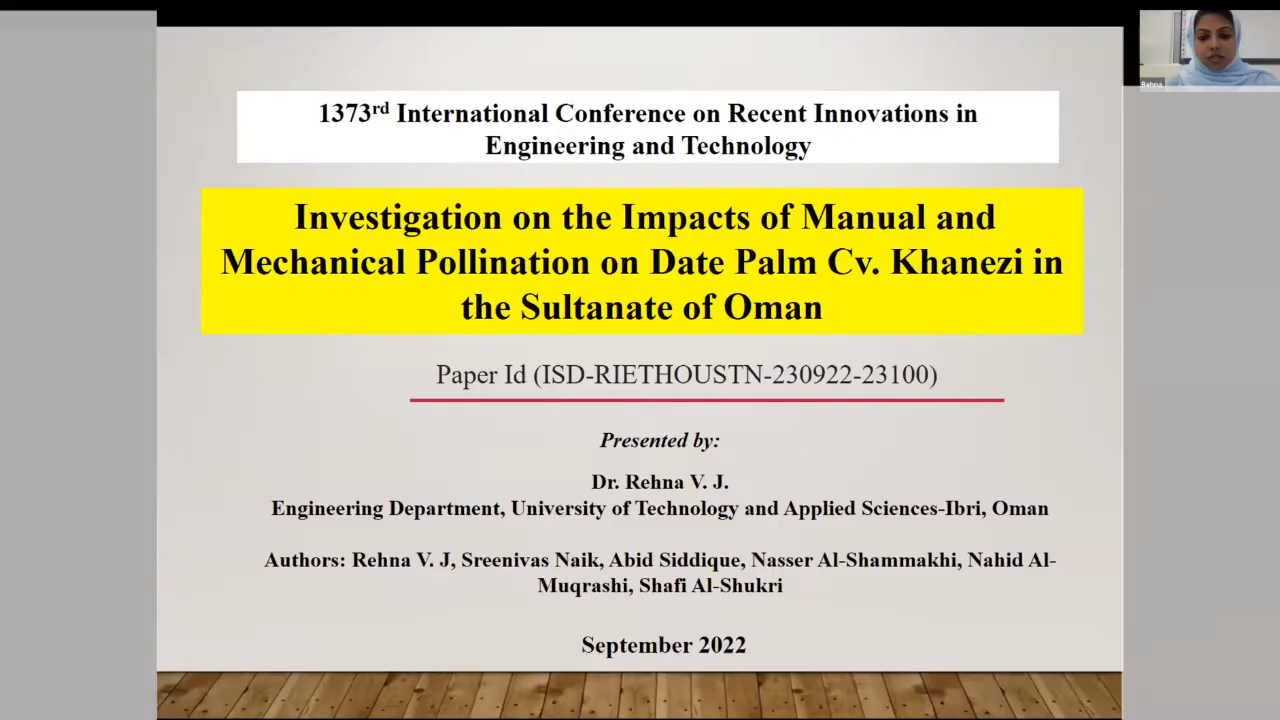 1373rd International Conference on Recent Innovations in
Engineering and Technology
Investigation on the Impacts of Manual and
Mechanical Pollination on Date Palm Cv. Khanezi in
the Sultanate of Oman
Paper Id (ISD-RIETHOUSTN-230922-23100)
Presented by:
Dr. Rehna V. J.
Engineering Department, University of Technology and Applied Sciences-Ibri, Oman
Authors: Rehna V. J, Sreenivas Naik, Abid Siddique, Nasser Al-Shammakhi, Nahid Al-
Muqrashi, Shafi Al-Shukri
September 2022
Rehna